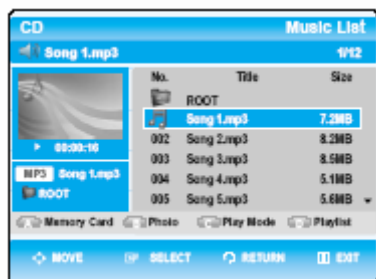 CD Music List
Song 1.mp3 1/12
No. Title Size
ROOT
Song 1.mp3 7.2MB
002 Song 2.mp3 8.2MB
003 Song 3.mp3 8.5MB
004 Song 4.mp3 5.1MB
005 Song 5.mp3 5.6MB
00:00:16
MP3 Song 1.mp3
ROOT
Memory Card Photo Play Mode Playlist
MOVE SELECT RETURN EXIT